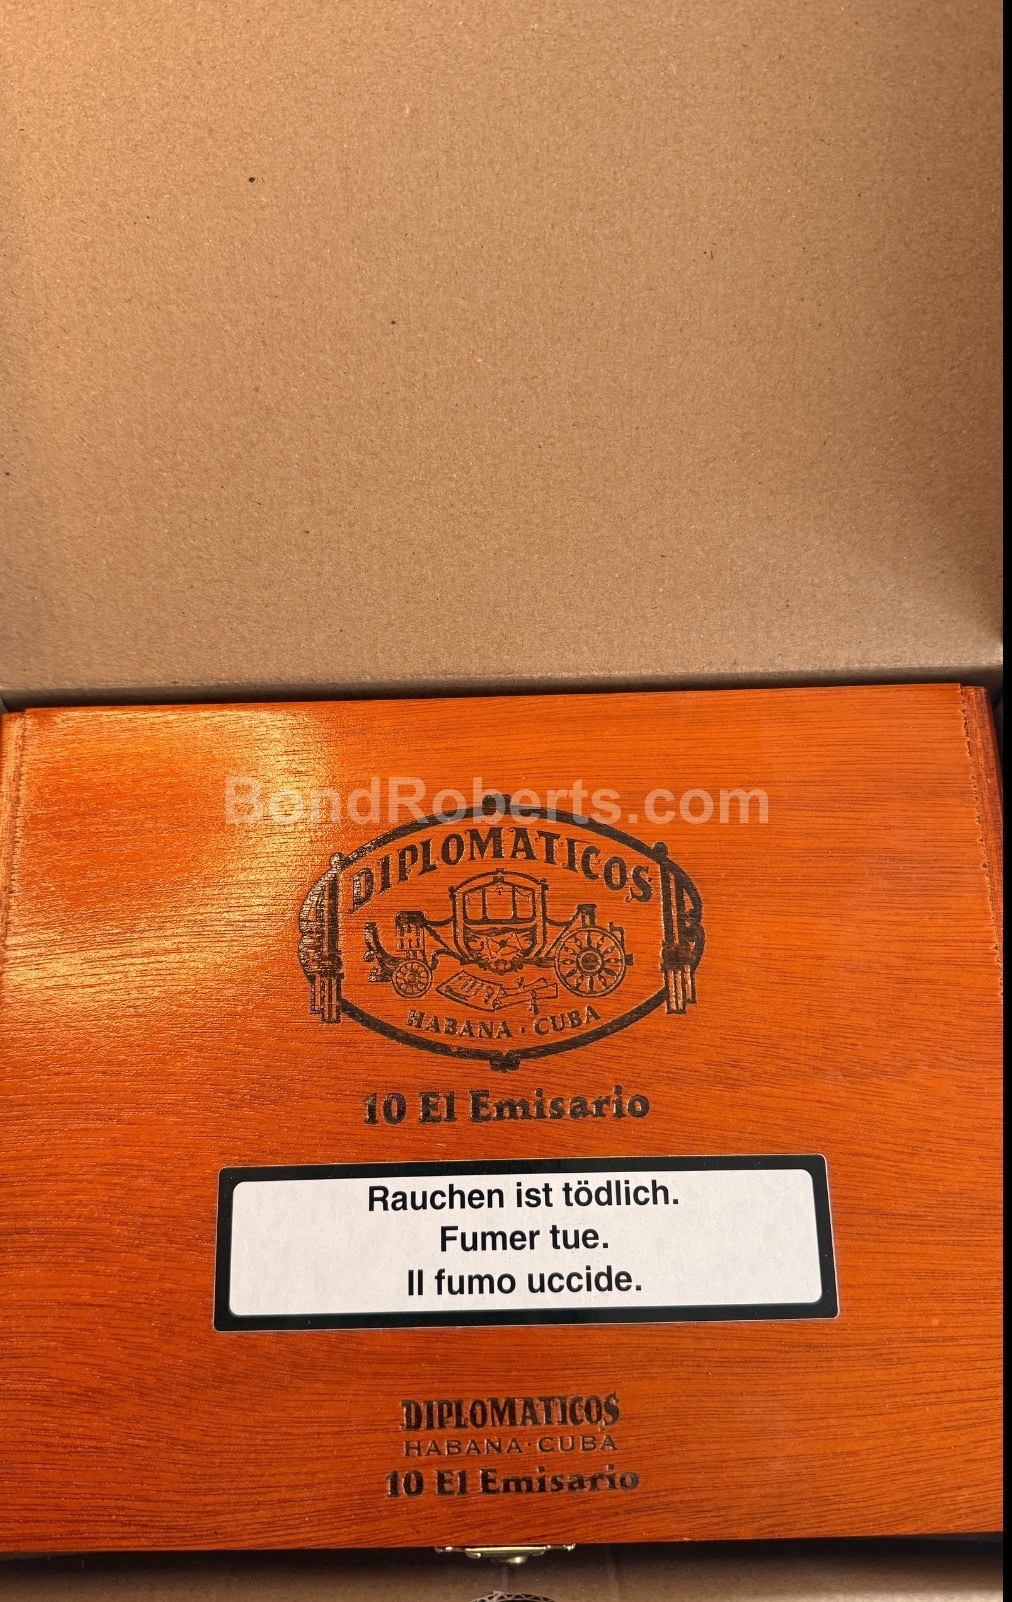 BondRoberts.com
DIPLOMATICOS
HABANA · CUBA
10 El Emisario
Rauchen ist tödlich.
Fumer tue.
Il fumo uccide.
DIPLOMATICOS
HABANA · CUBA
10 El Emisario